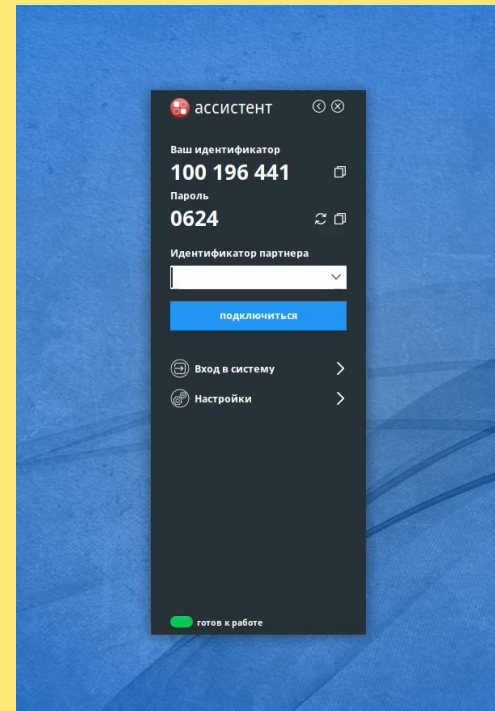 ассистент
Ваш идентификатор
100 196 441
Пароль
0624
Идентификатор партнера
подключиться
Вход в систему
Настройки
готов к работе